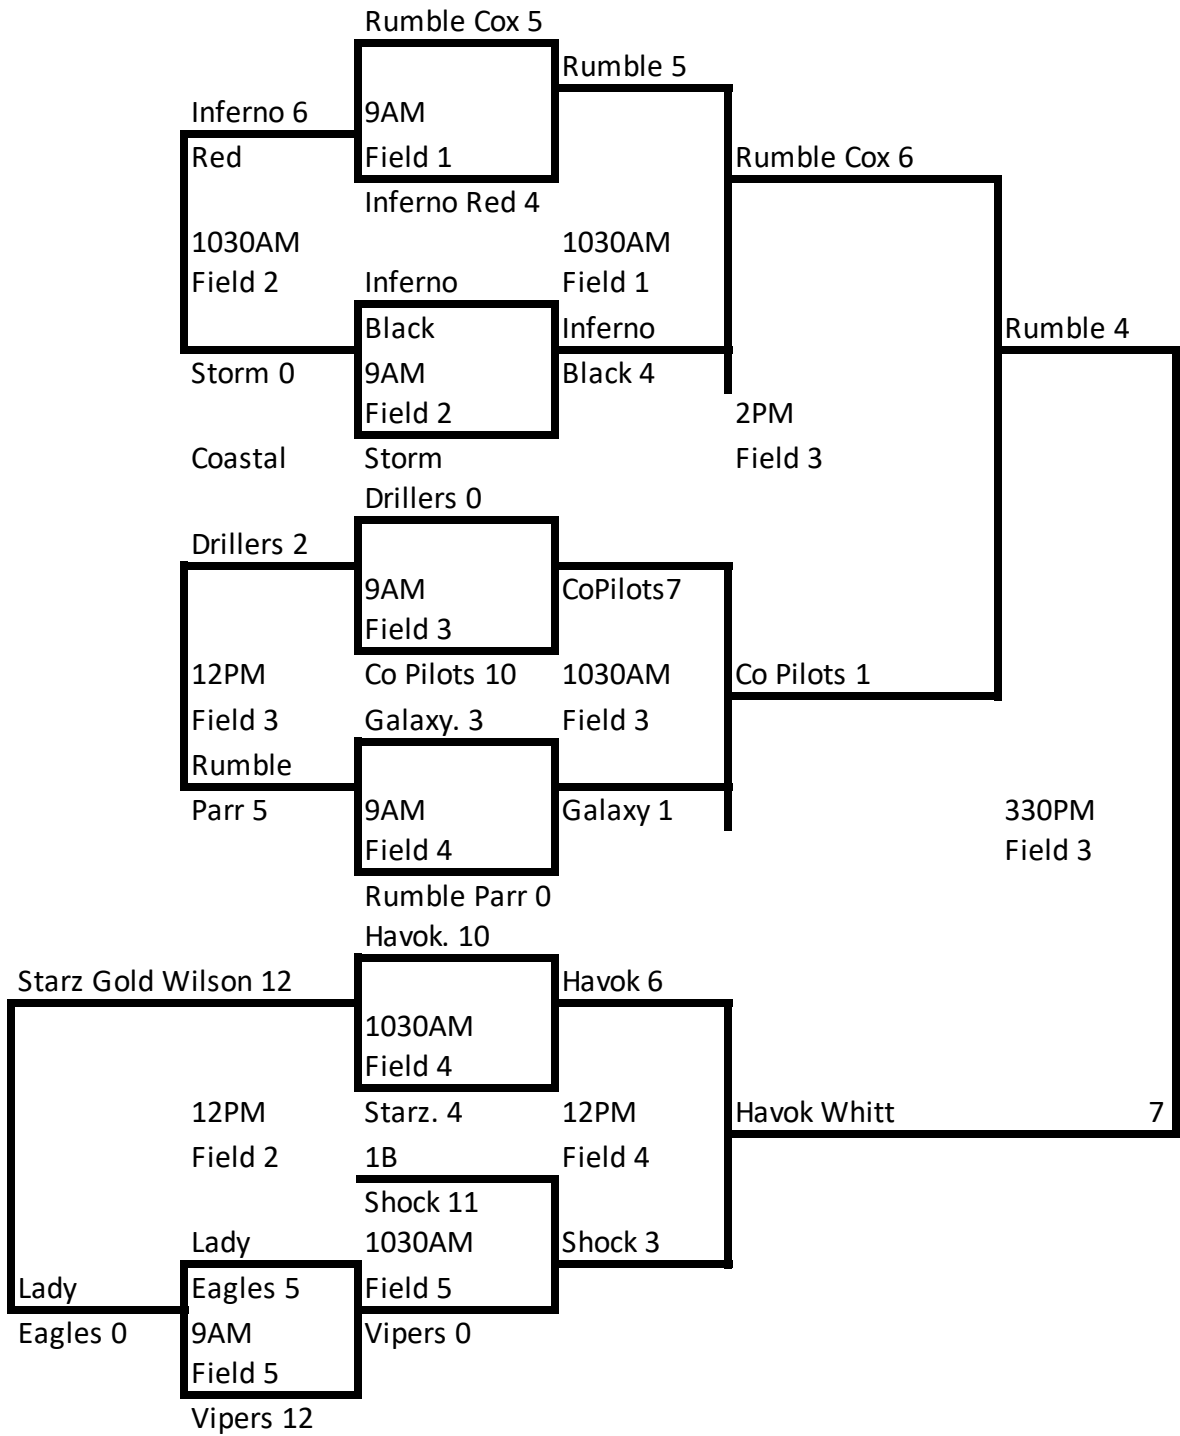 Rumble Cox 5
Rumble 5
Inferno 6
9AM
Red
Field 1
Rumble Cox 6
Inferno Red 4
1030AM
1030AM
Field 2
Inferno
Field 1
Black
Inferno
Rumble 4
Storm 0
9AM
Black 4
Field 2
2PM
Coastal
Storm
Field 3
Drillers 0
Drillers 2
9AM
CoPilots7
Field 3
12PM
Co Pilots 10
1030AM
Co Pilots 1
Field 3
Galaxy. 3
Field 3
Rumble
Parr 5
9AM
Galaxy 1
330PM
Field 4
Field 3
Rumble Parr 0
Havok. 10
Starz Gold Wilson 12
Havok 6
1030AM
Field 4
12PM
Starz. 4
12PM
Havok Whitt
7
Field 2
1B
Field 4
Shock 11
Lady
1030AM
Shock 3
Lady
Eagles 5
Field 5
Eagles 0
9AM
Vipers 0
Field 5
Vipers 12